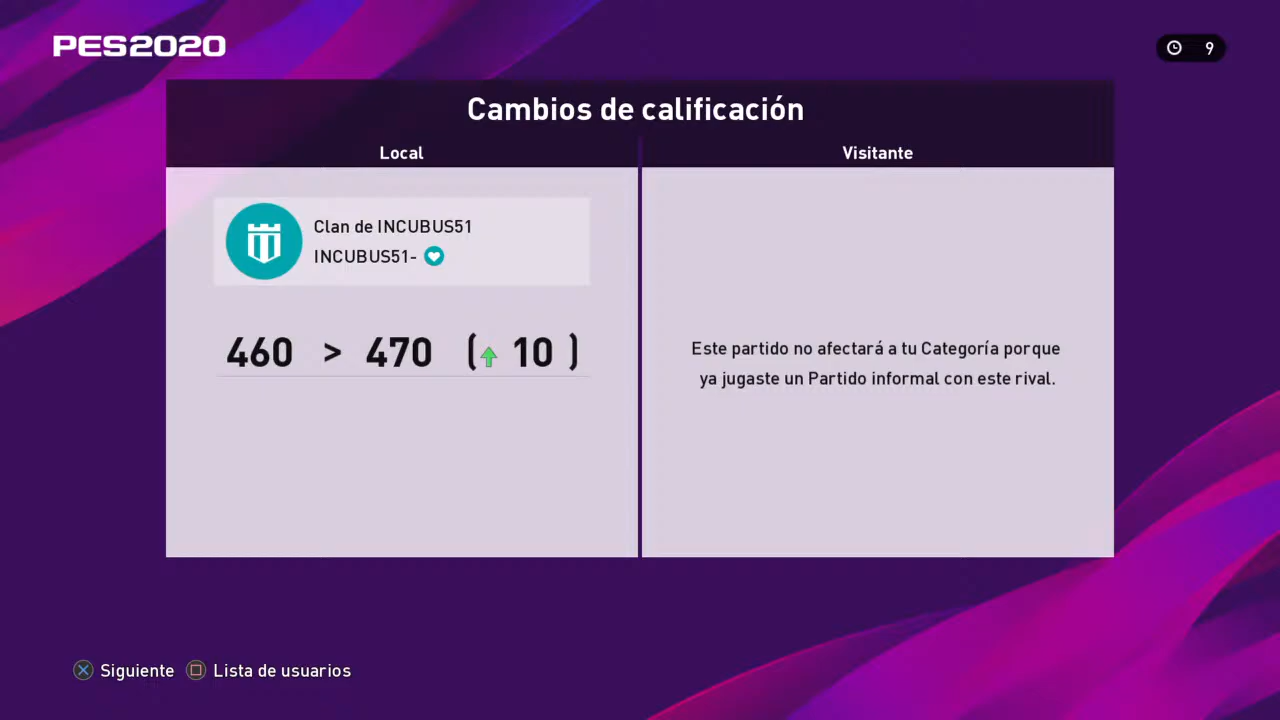 PES2020
9
Cambios de calificación
Local
Visitante
Clan de INCUBUS51
INCUBUS51-
460 > 470 ( 10 )
Este partido no afectará a tu Categoría porque
ya jugaste un Partido informal con este rival.
Siguiente Lista de usuarios